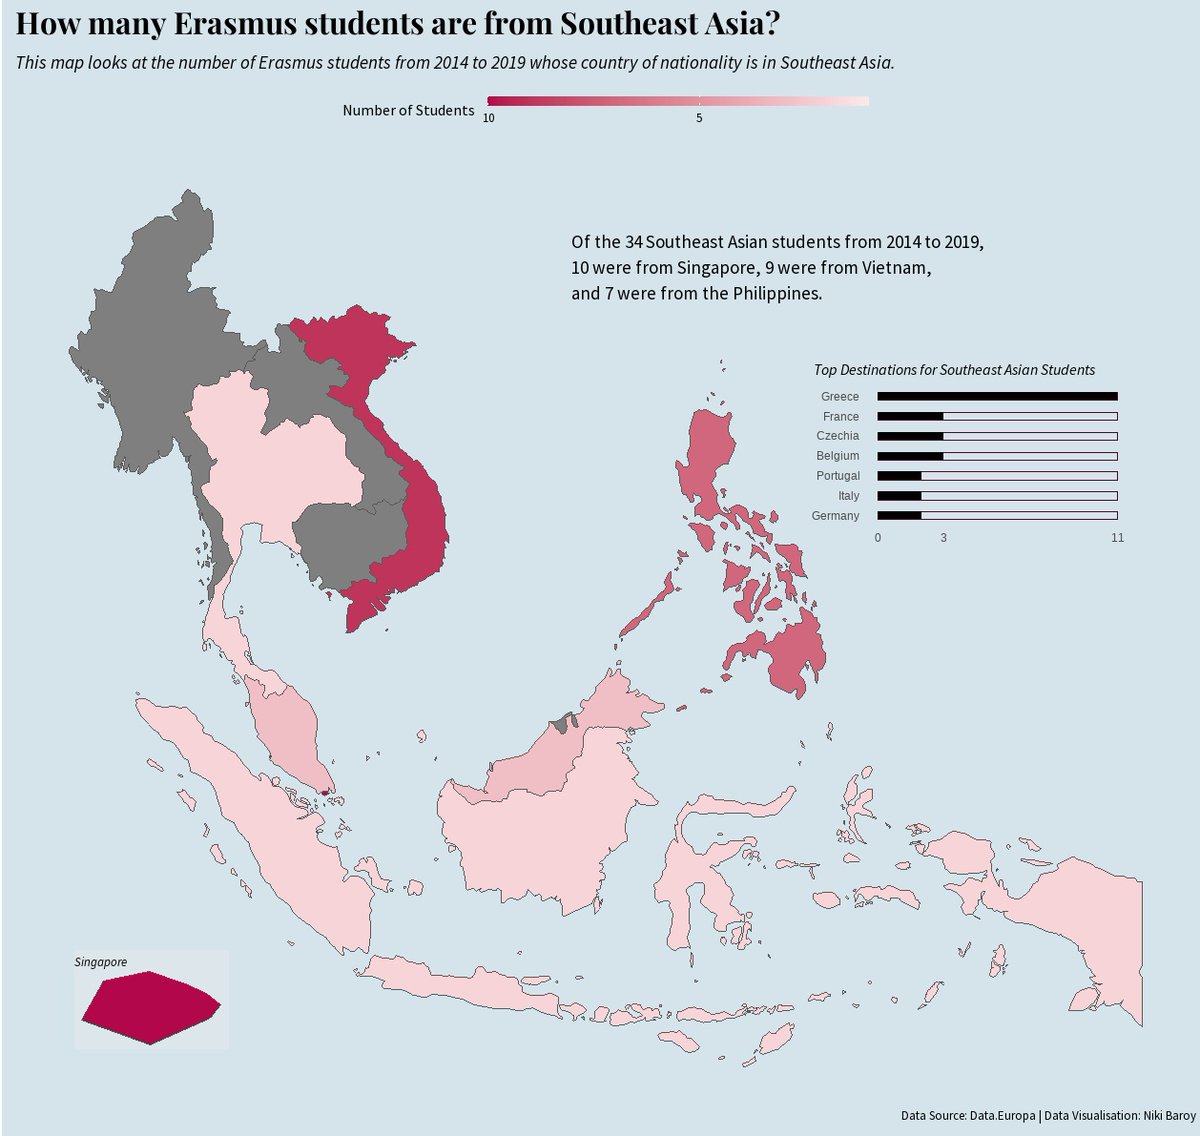 How many Erasmus students are from Southeast Asia?
This map looks at the number of Erasmus students from 2014 to 2019 whose country of nationality is in Southeast Asia.
Number of Students
10 5
Of the 34 Southeast Asian students from 2014 to 2019,
10 were from Singapore, 9 were from Vietnam,
and 7 were from the Philippines.
Top Destinations for Southeast Asian Students
Greece
France
Czechia
Belgium
Portugal
Italy
Germany
0 3 11
Singapore
Data Source: Data.Europa | Data Visualisation: Niki Baroy